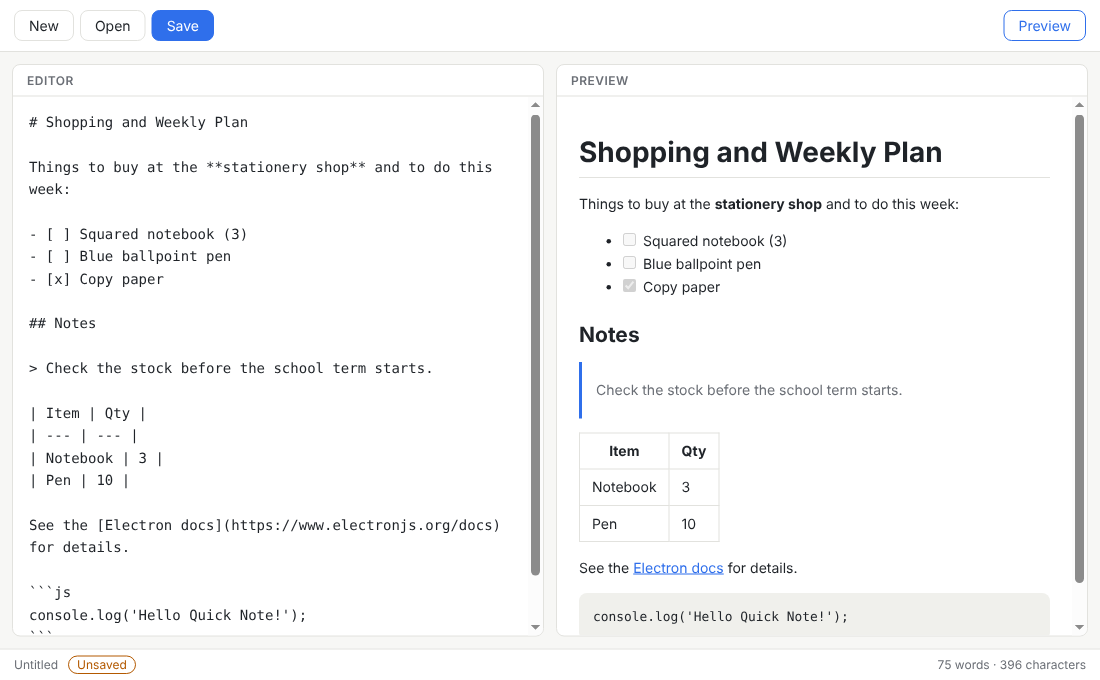 New Open Save Preview
EDITOR
# Shopping and Weekly Plan
Things to buy at the **stationery shop** and to do this
week:
- [ ] Squared notebook (3)
- [ ] Blue ballpoint pen
- [x] Copy paper
## Notes
> Check the stock before the school term starts.
| Item | Qty |
| --- | --- |
| Notebook | 3 |
| Pen | 10 |
See the [Electron docs](https://www.electronjs.org/docs)
for details.
```js
console.log('Hello Quick Note!');
```
PREVIEW
Shopping and Weekly Plan
Things to buy at the stationery shop and to do this week:
Squared notebook (3)
Blue ballpoint pen
Copy paper
Notes
Check the stock before the school term starts.
Item Qty
Notebook 3
Pen 10
See the Electron docs for details.
console.log('Hello Quick Note!');
Untitled Unsaved 75 words · 396 characters